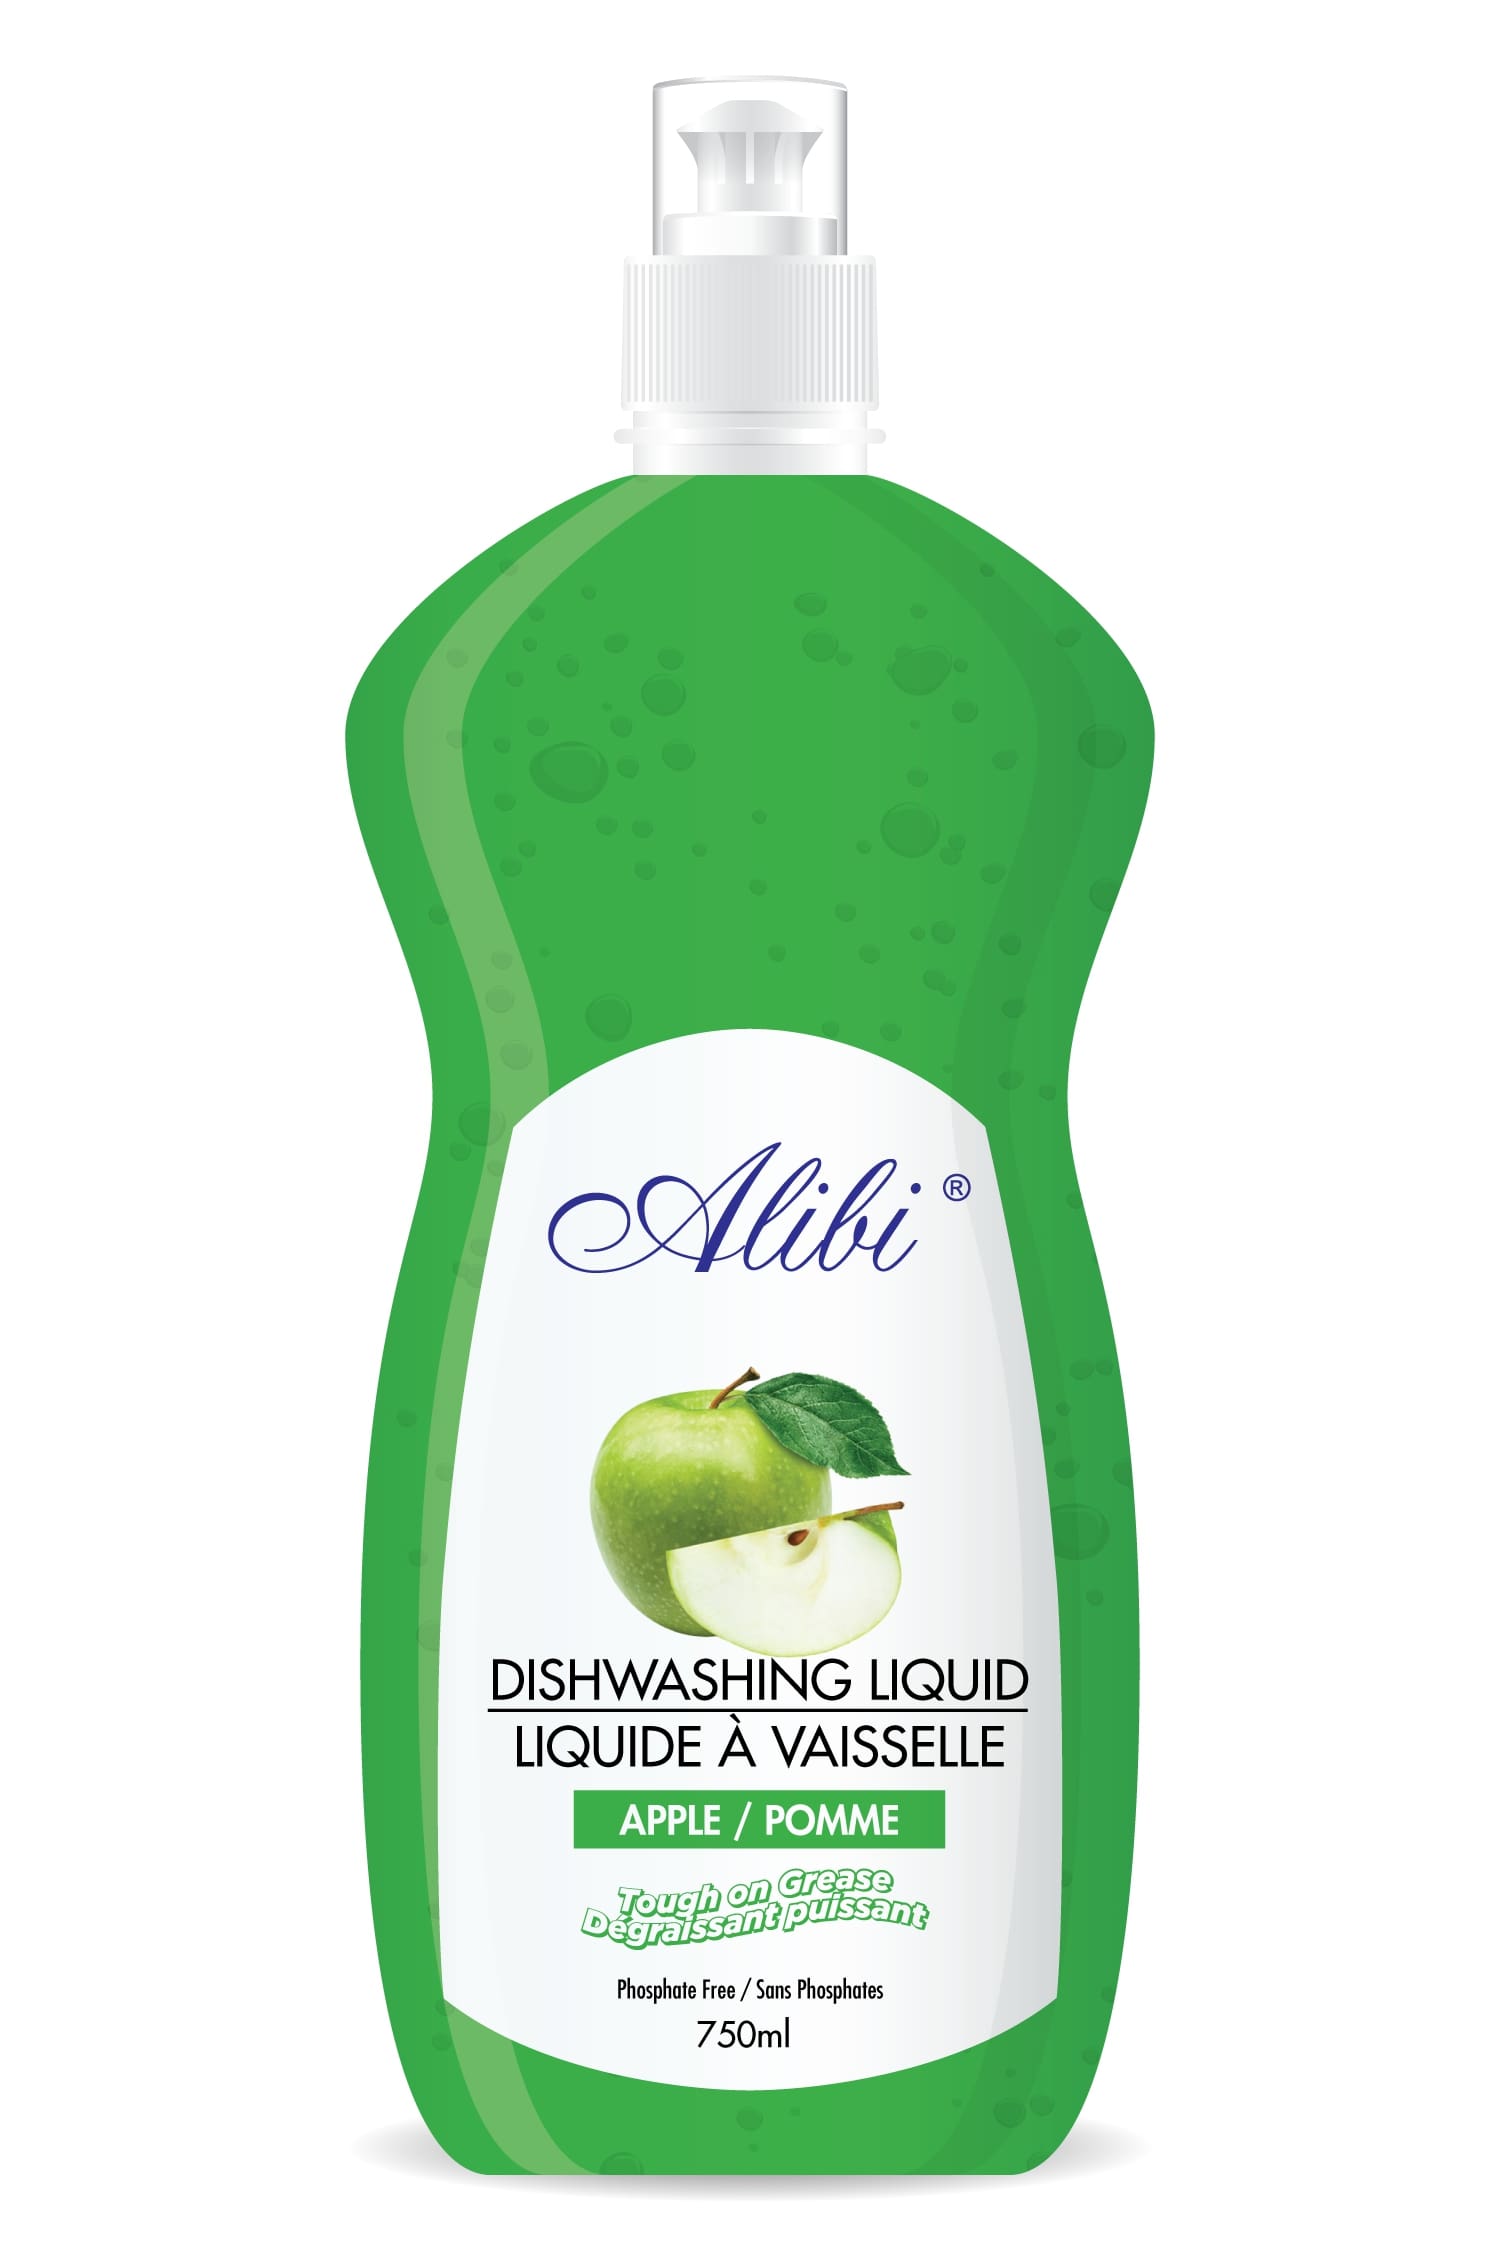 Alibi ®
DISHWASHING LIQUID
LIQUIDE À VAISSELLE
APPLE / POMME
Tough on Grease
Dégraissant puissant
Phosphate Free / Sans Phosphates
750ml